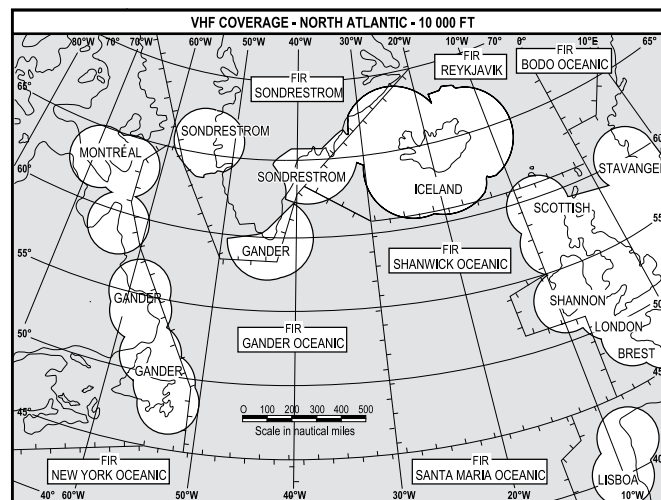 VHF COVERAGE - NORTH ATLANTIC - 10 000 FT
80°W 70°W 60°W 50°W 40°W 30°W 20°W 10°W 0° 10°E 65°
FIR
REYKJAVIK
FIR
BODO OCEANIC
FIR
SONDRESTROM
65°
60°
SONDRESTROM
MONTRÉAL
60°
SONDRESTROM
ICELAND
STAVANGER
SCOTTISH
55°
55°
GANDER
FIR
SHANWICK OCEANIC
50°
GANDER
SHANNON
LONDON
BREST
FIR
GANDER OCEANIC
50°
45°
GANDER
45°
0 100 200 300 400 500
Scale in nautical miles
FIR
NEW YORK OCEANIC
FIR
SANTA MARIA OCEANIC
40°
LISBOA
40° 60°W 50°W 40°W 30°W 20°W 10°W